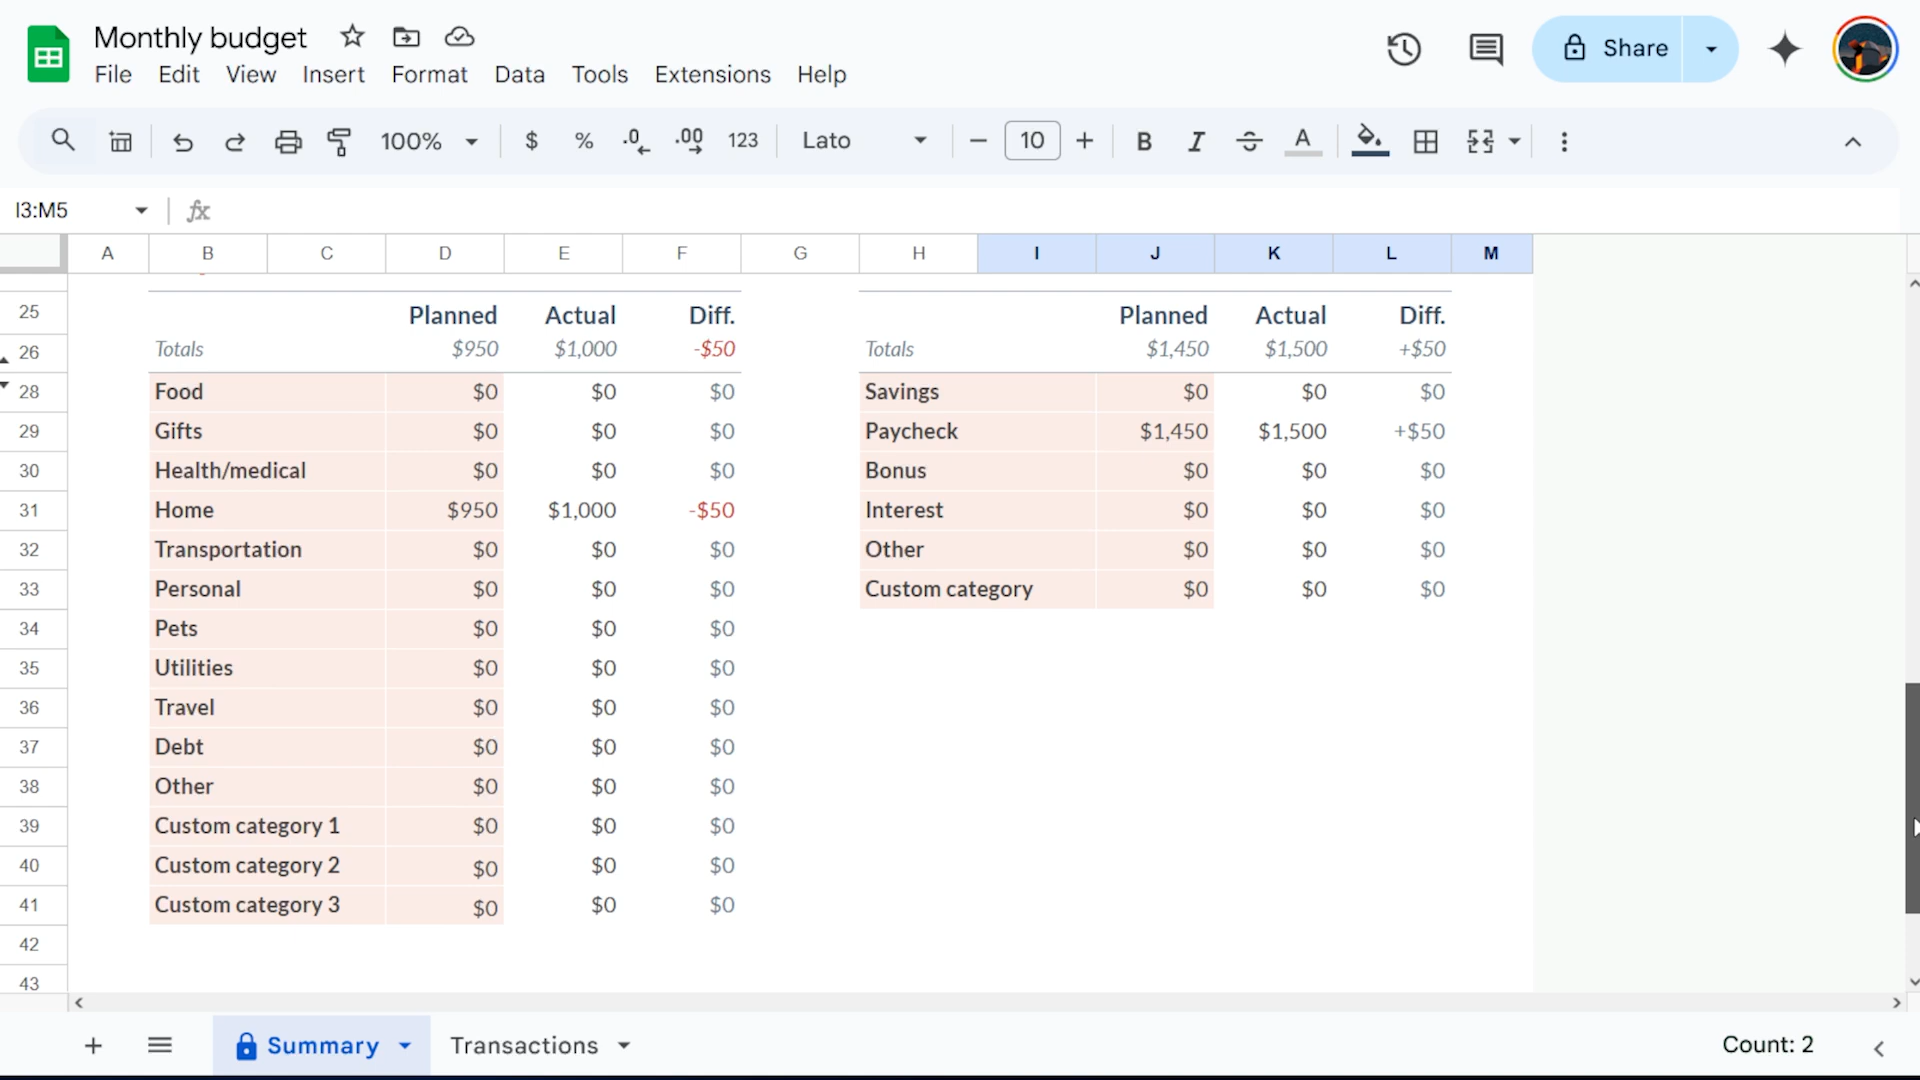 Monthly budget
File Edit View Insert Format Data Tools Extensions Help
Share
100% $ % .0 .00 123 Lato 10 B I S A
I3:M5 fx
A B C D E F G H I J K L M
25 Planned Actual Diff. Planned Actual Diff.
26 Totals $950 $1,000 -$50 Totals $1,450 $1,500 +$50
28 Food $0 $0 $0 Savings $0 $0 $0
29 Gifts $0 $0 $0 Paycheck $1,450 $1,500 +$50
30 Health/medical $0 $0 $0 Bonus $0 $0 $0
31 Home $950 $1,000 -$50 Interest $0 $0 $0
32 Transportation $0 $0 $0 Other $0 $0 $0
33 Personal $0 $0 $0 Custom category $0 $0 $0
34 Pets $0 $0 $0
35 Utilities $0 $0 $0
36 Travel $0 $0 $0
37 Debt $0 $0 $0
38 Other $0 $0 $0
39 Custom category 1 $0 $0 $0
40 Custom category 2 $0 $0 $0
41 Custom category 3 $0 $0 $0
42
43
Summary Transactions Count: 2